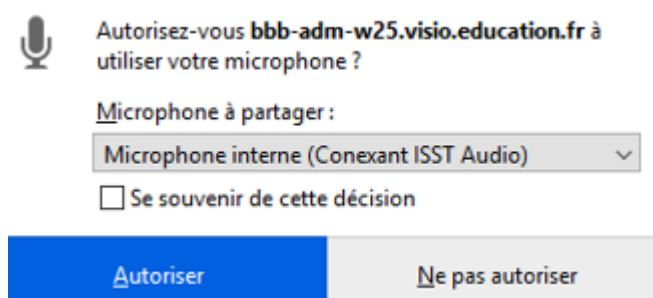 Autorisez-vous bbb-adm-w25.visio.education.fr à
utiliser votre microphone ?
Microphone à partager :
Microphone interne (Conexant ISST Audio)
Se souvenir de cette décision
Autoriser
Ne pas autoriser